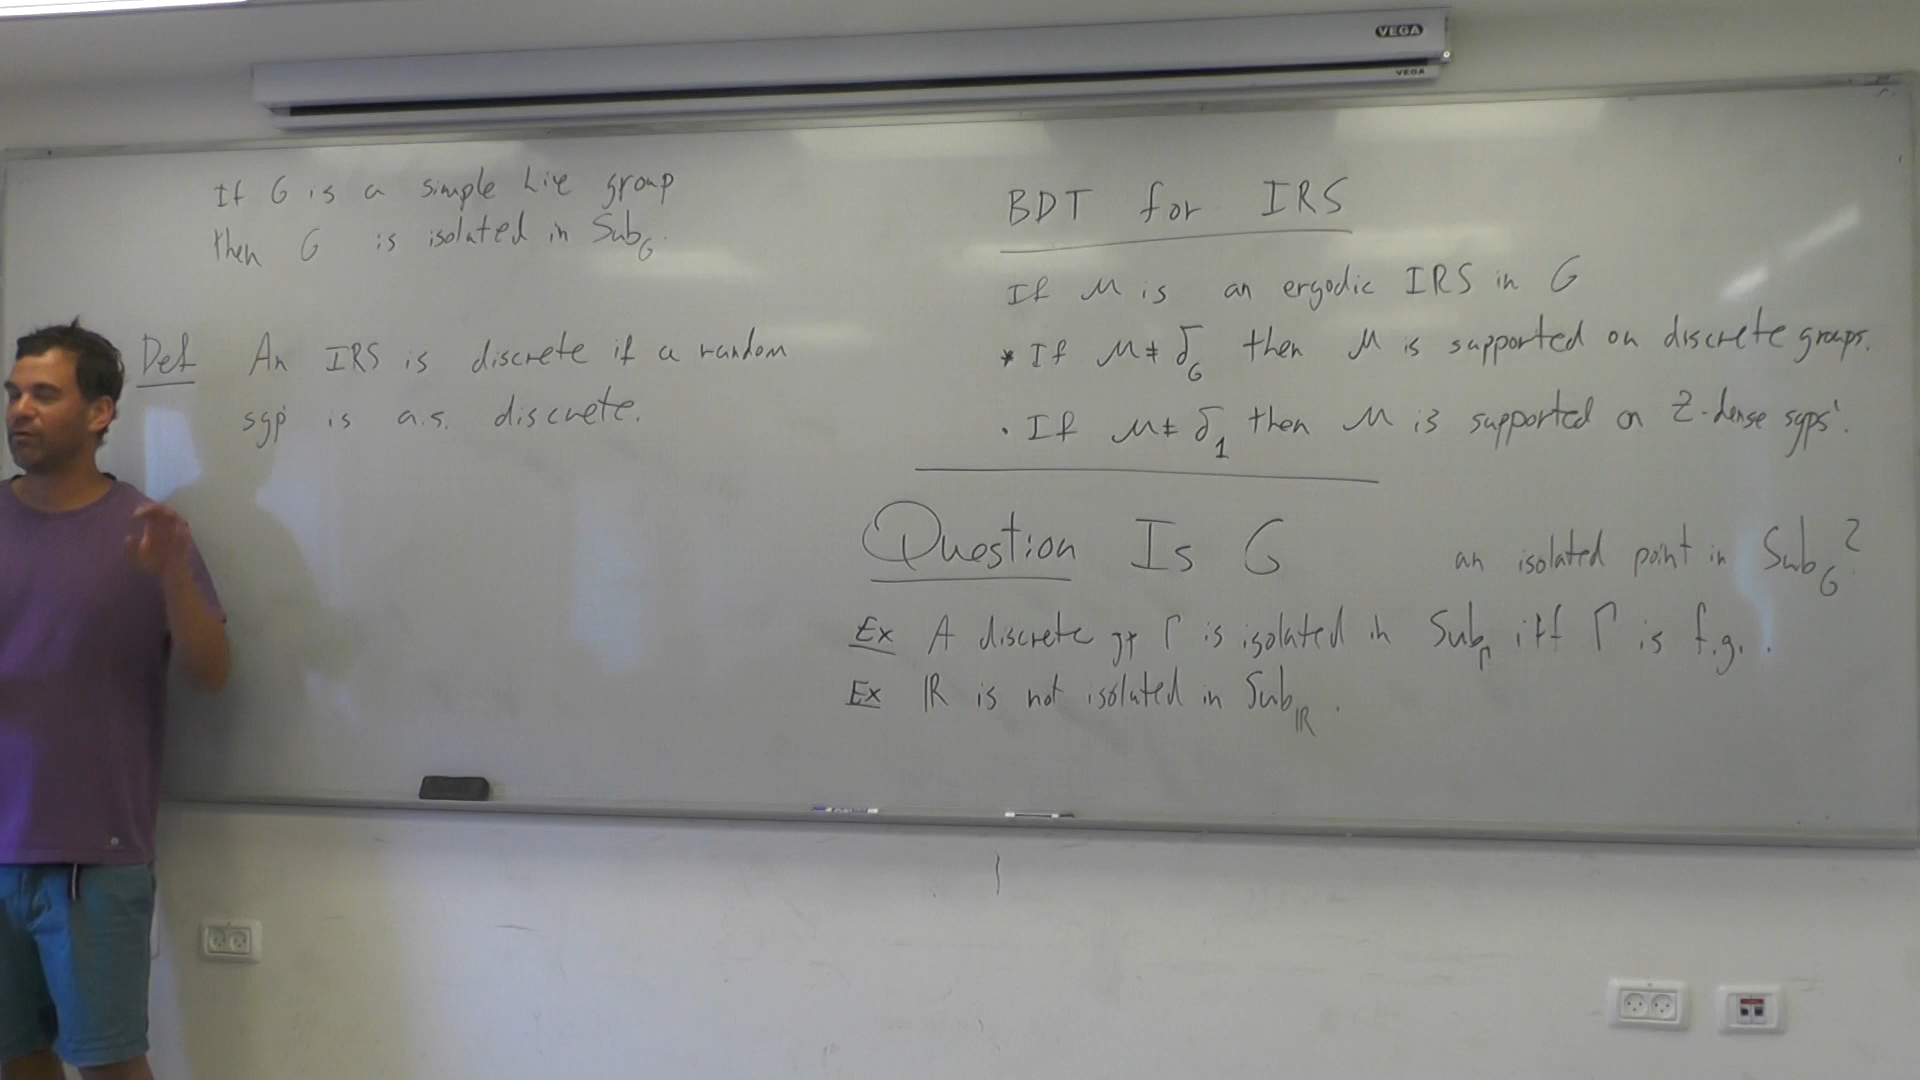 VEGA
VEGA
If G is a simple Lie group
then G is isolated in Sub_G.
Def An IRS is discrete if a random
sgp is a.s. discrete.
BDT for IRS
If μ is an ergodic IRS in G
* If μ ≠ δ_G then μ is supported on discrete groups.
· If μ ≠ δ_1 then μ is supported on Z-dense sgps'.
Question Is G an isolated point in Sub_G?
Ex A discrete gp Γ is isolated in Sub_Γ iff Γ is f.g..
Ex ℝ is not isolated in Sub_ℝ.